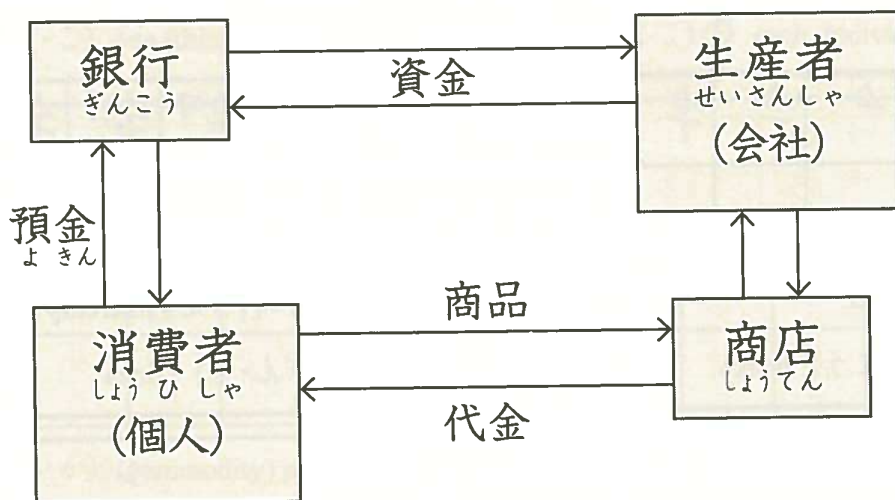 銀行
ぎんこう
資金
生産者
せいさんしゃ
(会社)
預金
よきん
消費者
しょうひしゃ
(個人)
商品
代金
商店
しょうてん